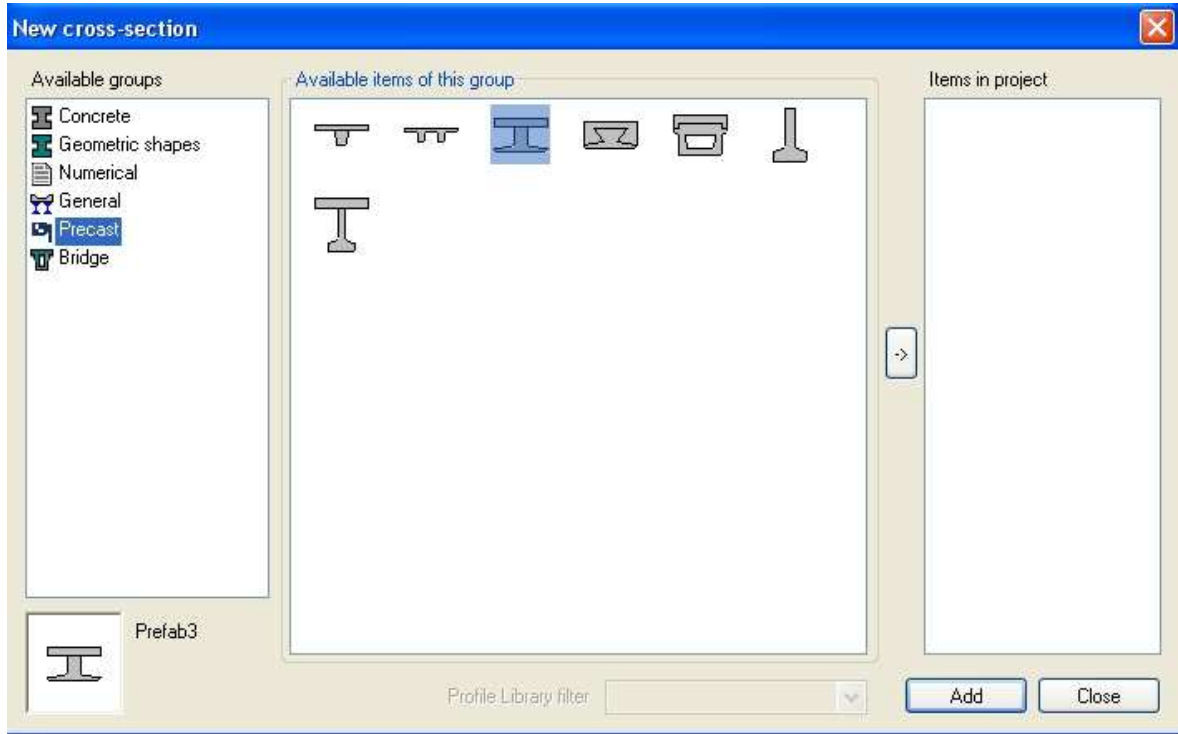 New cross-section
Available groups
Available items of this group
Items in project
Concrete
Geometric shapes
Numerical
General
Precast
Bridge
->
Prefab3
Profile Library filter
Add
Close